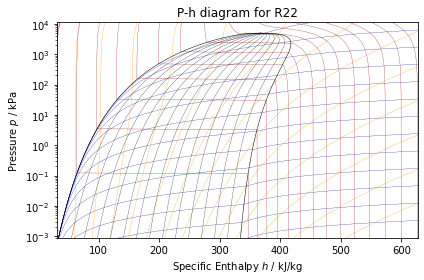 P-h diagram for R22
Pressure p / kPa
10⁴
10³
10²
10¹
10⁰
10⁻¹
10⁻²
10⁻³
100 200 300 400 500 600
Specific Enthalpy h / kJ/kg